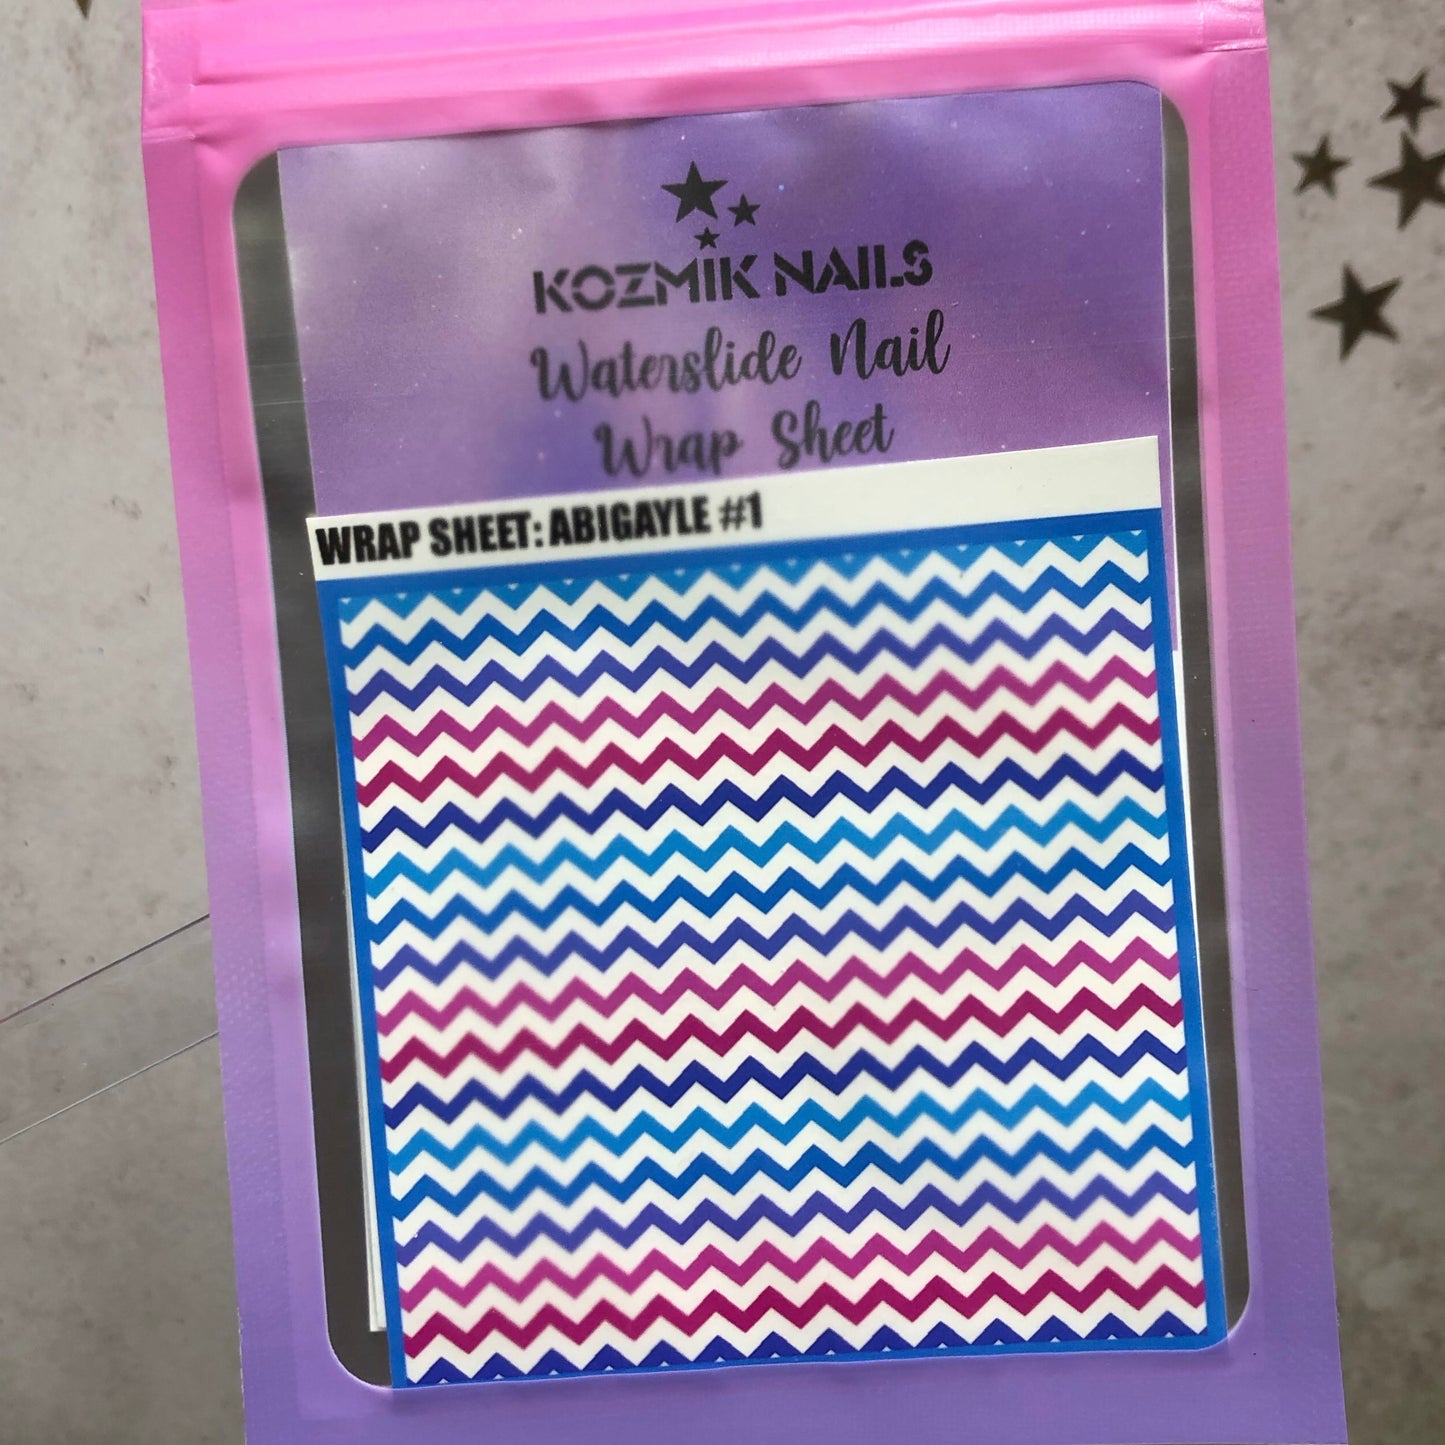 KOZMIK NAILS
Waterslide Nail
Wrap Sheet
WRAP SHEET: ABIGAYLE #1